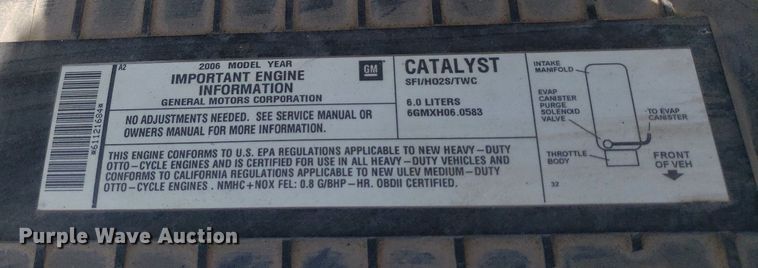 A2
2006 MODEL YEAR
IMPORTANT ENGINE
INFORMATION
GENERAL MOTORS CORPORATION
GM
NO ADJUSTMENTS NEEDED. SEE SERVICE MANUAL OR
OWNERS MANUAL FOR MORE INFORMATION.
CATALYST
SFI/HO2S/TWC
6.0 LITERS
6GMXH06.0583
THIS ENGINE CONFORMS TO U.S. EPA REGULATIONS APPLICABLE TO NEW HEAVY-DUTY
OTTO-CYCLE ENGINES AND IS CERTIFIED FOR USE IN ALL HEAVY-DUTY VEHICLES AND
CONFORMS TO CALIFORNIA REGULATIONS APPLICABLE TO NEW ULEV MEDIUM-DUTY
OTTO-CYCLE ENGINES. NMHC+NOX FEL: 0.8 G/BHP-HR. OBDII CERTIFIED.
INTAKE
MANIFOLD
EVAP
CANISTER
PURGE
SOLENOID
VALVE
TO EVAP
CANISTER
THROTTLE
BODY
FRONT
OF VEH
32
*61121684*
Purple Wave Auction